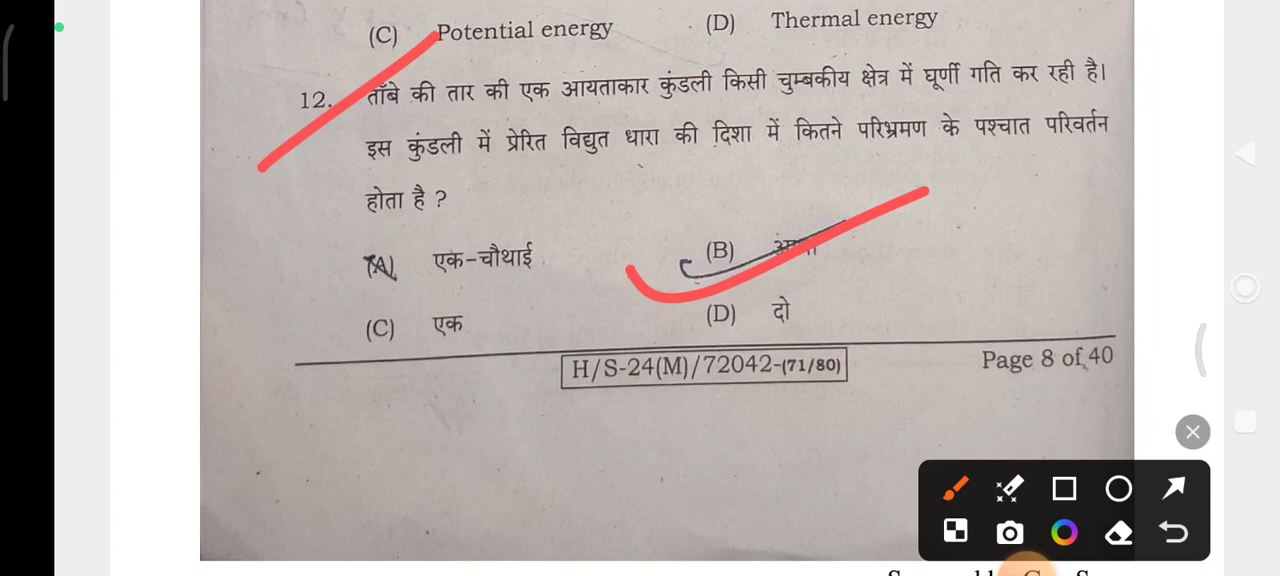 (C) Potential energy (D) Thermal energy
12. ताँबे की तार की एक आयताकार कुंडली किसी चुम्बकीय क्षेत्र में घूर्णी गति कर रही है।
इस कुंडली में प्रेरित विद्युत धारा की दिशा में कितने परिभ्रमण के पश्चात परिवर्तन
होता है ?
(A) एक-चौथाई (B)
(C) एक (D) दो
H/S-24(M)/72042-(71/80) Page 8 of 40